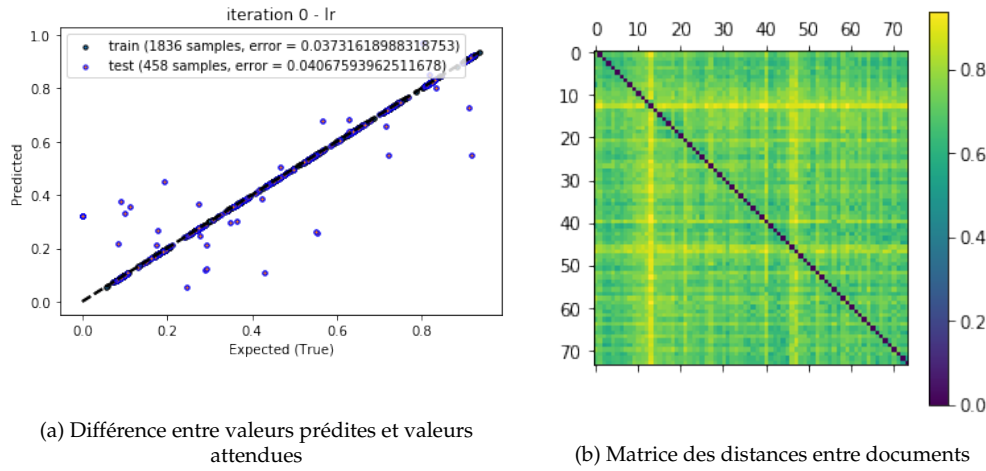 iteration 0 - lr
train (1836 samples, error = 0.03731618988318753)
test (458 samples, error = 0.04067593962511678)
1.0
0.8
0.6
0.4
0.2
0.0
Predicted
0.0 0.2 0.4 0.6 0.8
Expected (True)
(a) Différence entre valeurs prédites et valeurs
attendues
0 10 20 30 40 50 60 70
0
10
20
30
40
50
60
70
0.8
0.6
0.4
0.2
0.0
(b) Matrice des distances entre documents